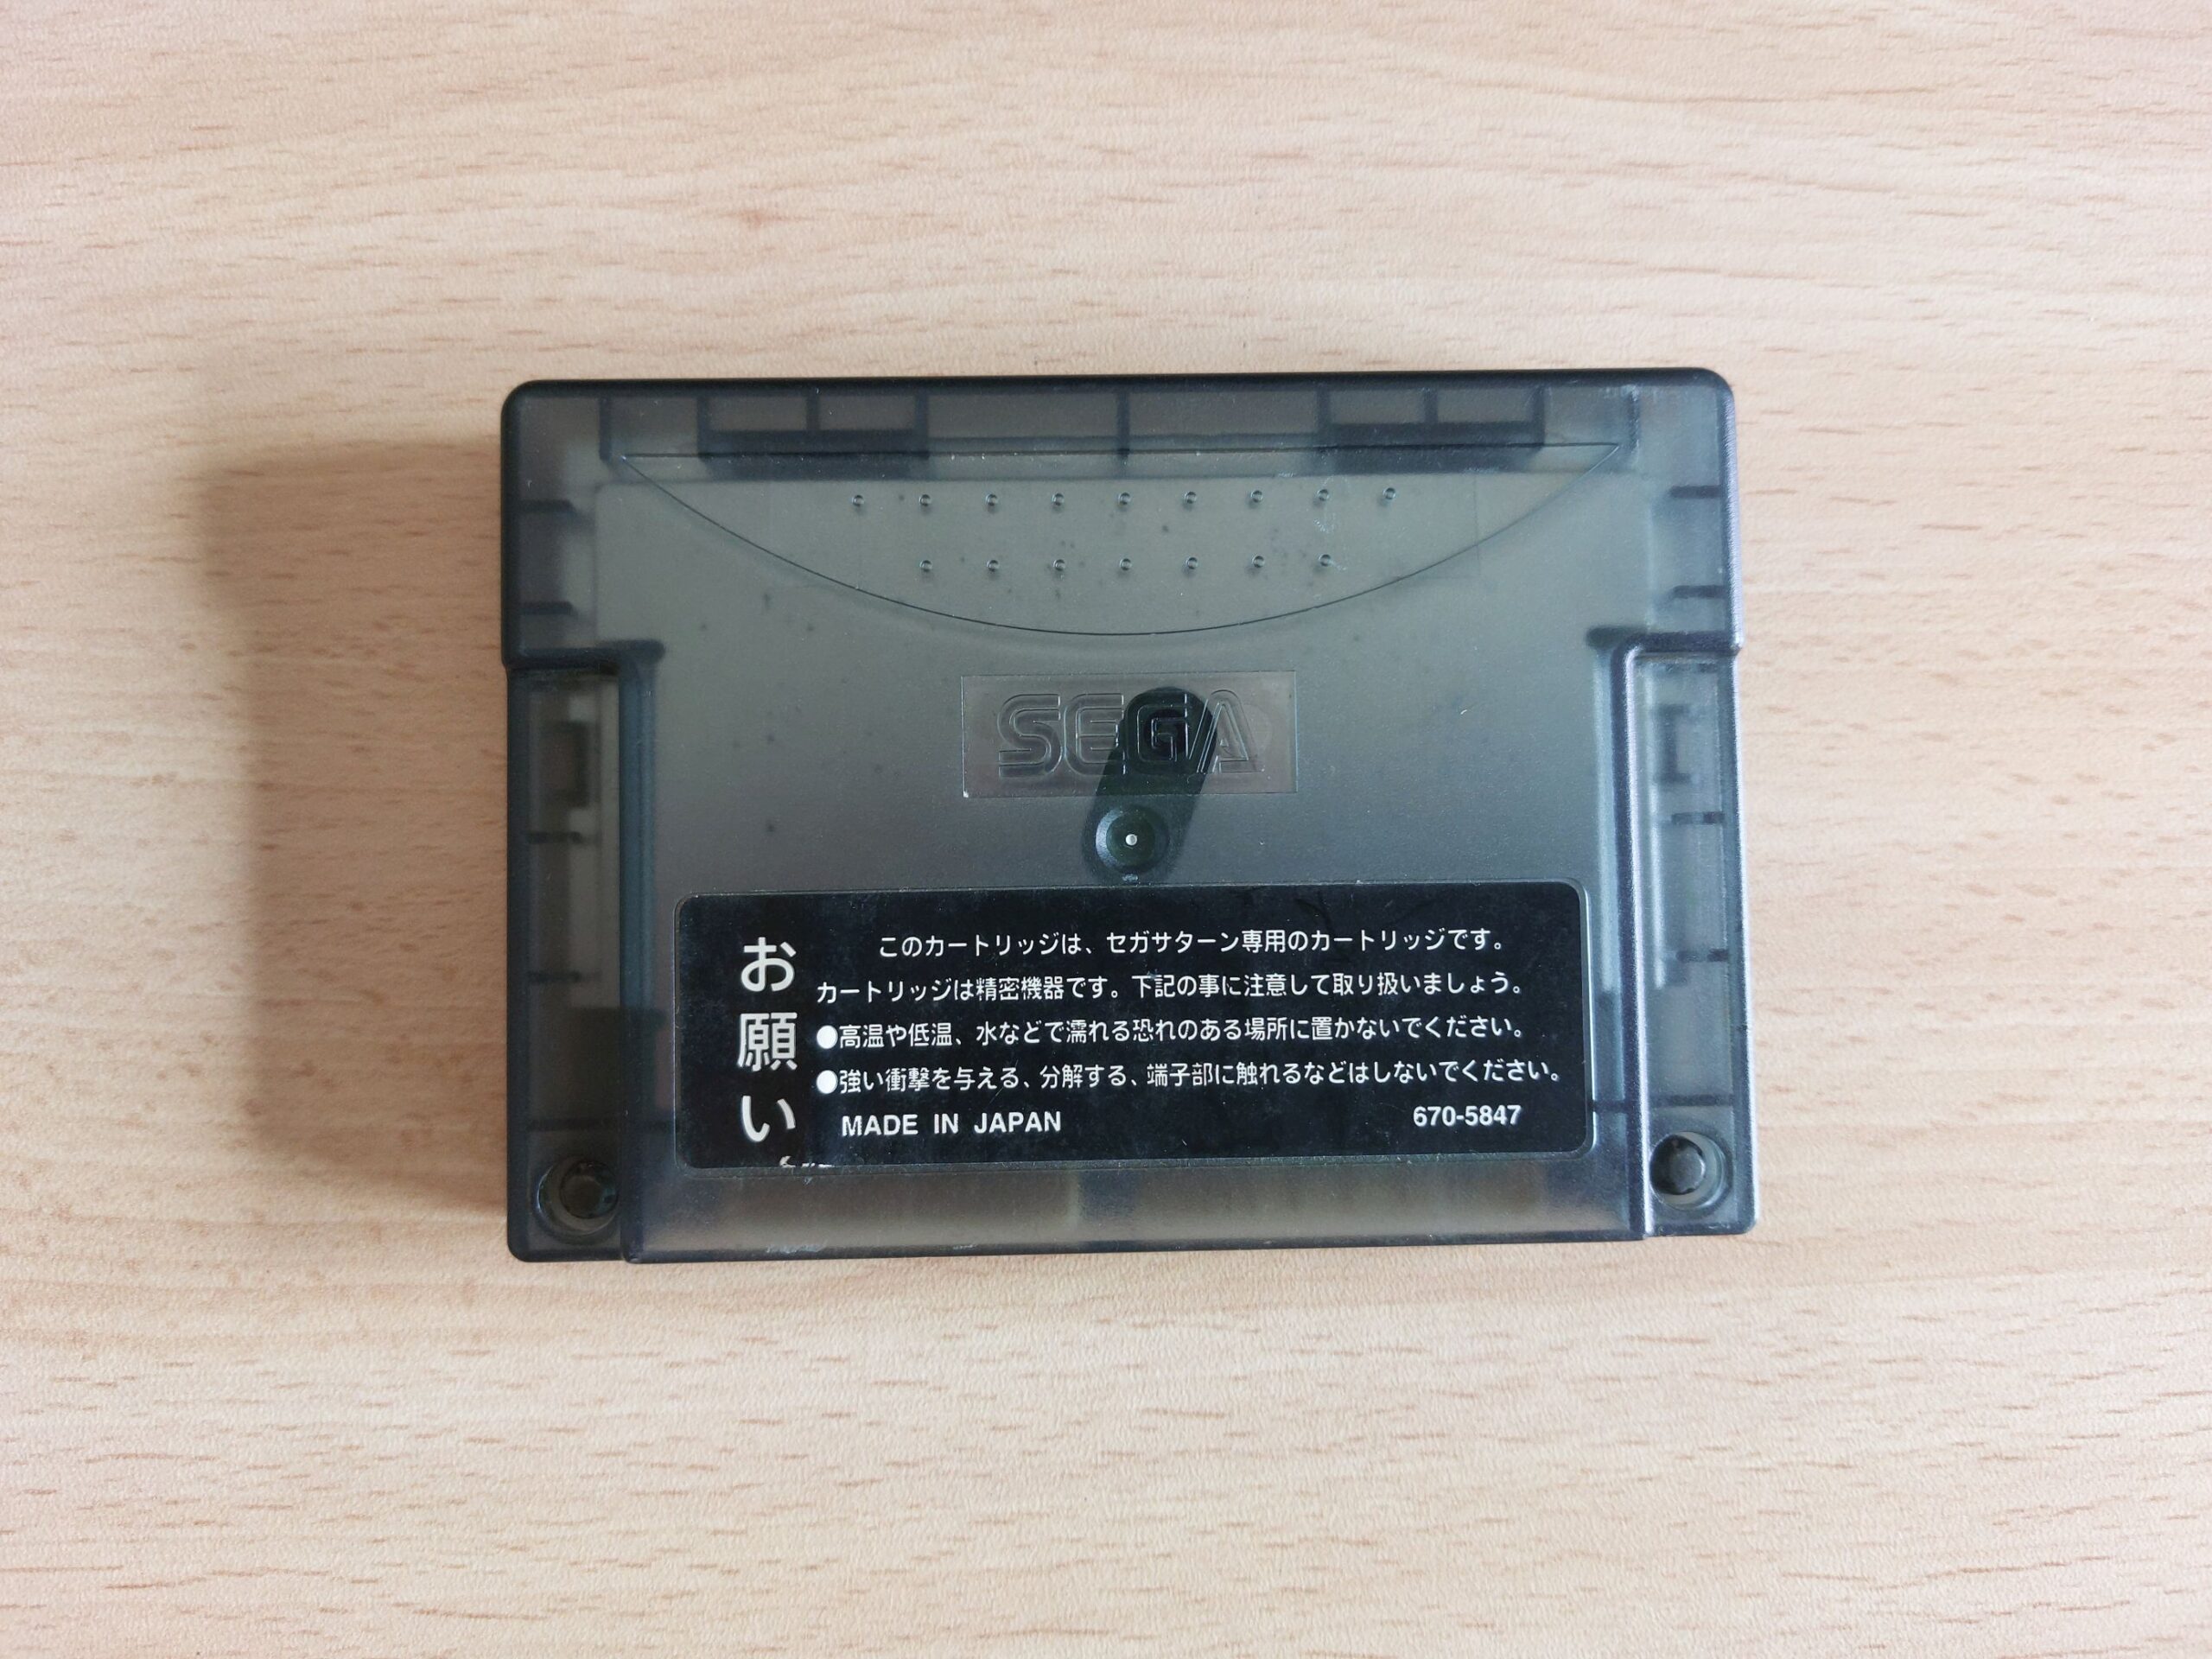 SEGA
お願い
このカートリッジは、セガサターン専用のカートリッジです。
カートリッジは精密機器です。下記の事に注意して取り扱いましょう。
●高温や低温、水などで濡れる恐れのある場所に置かないでください。
●強い衝撃を与える、分解する、端子部に触れるなどはしないでください。
MADE IN JAPAN 670-5847